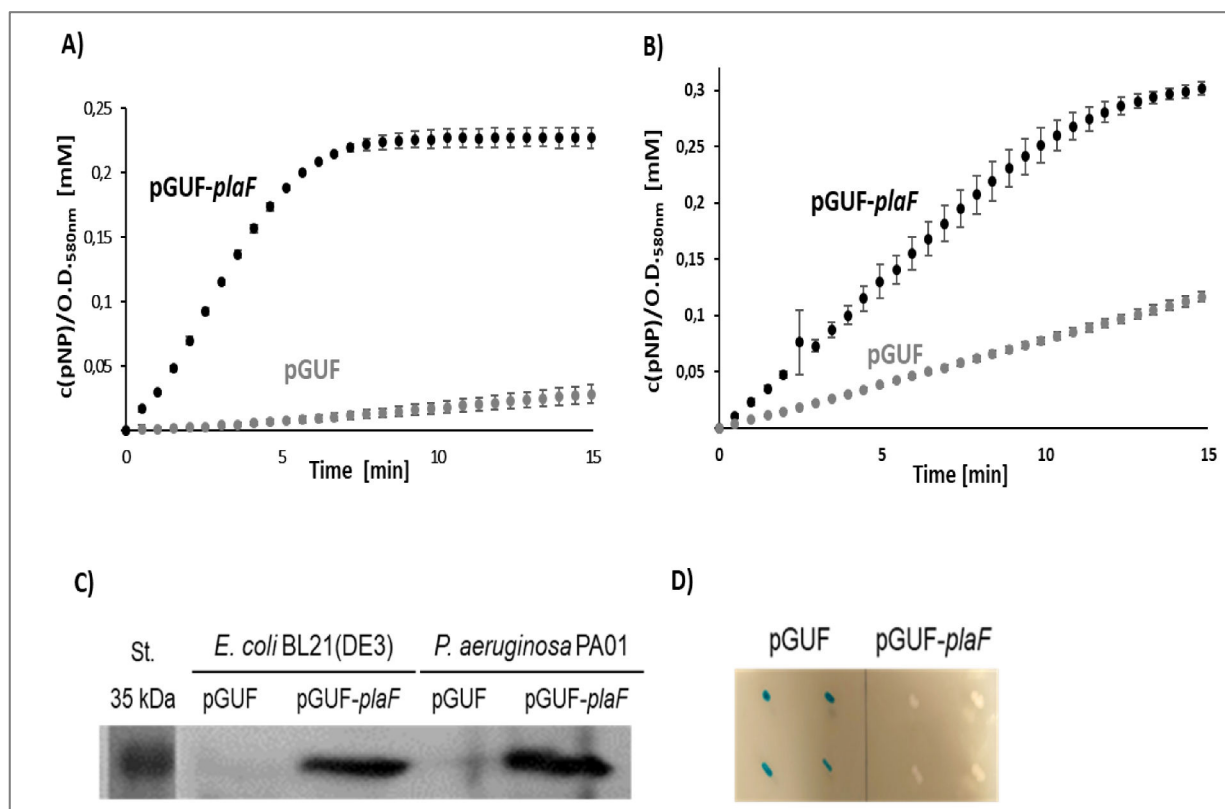 A)
c(pNP)/O.D.580nm [mM]
0,25
0,2
0,15
0,1
0,05
0
pGUF-plaF
pGUF
0 5 10 15
Time [min]
B)
c(pNP)/O.D.580nm [mM]
0,3
0,25
0,2
0,15
0,1
0,05
0
pGUF-plaF
pGUF
0 5 10 15
Time [min]
C)
St. E. coli BL21(DE3) P. aeruginosa PA01
35 kDa pGUF pGUF-plaF pGUF pGUF-plaF
D)
pGUF pGUF-plaF